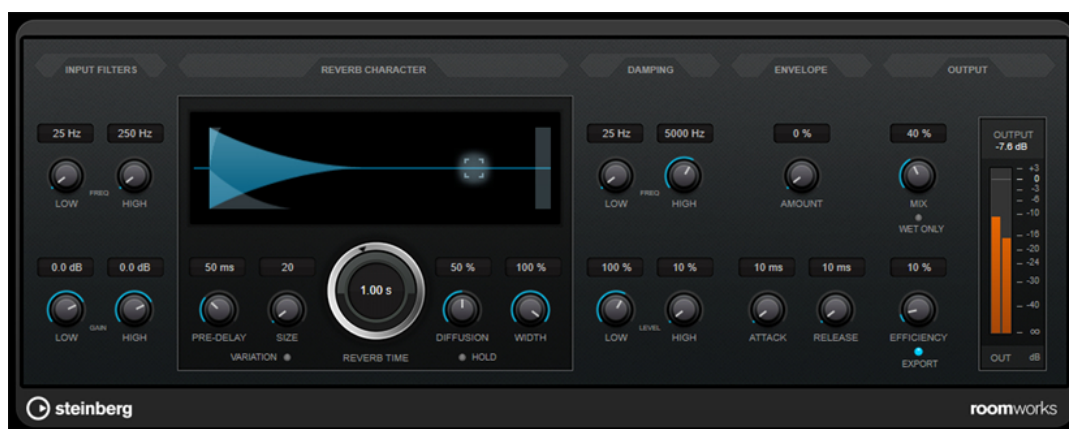 INPUT FILTERS
REVERB CHARACTER
DAMPING
ENVELOPE
OUTPUT
25 Hz 250 Hz
LOW FREQ HIGH
0.0 dB 0.0 dB
LOW GAIN HIGH
50 ms 20
PRE-DELAY SIZE
VARIATION
1.00 s
REVERB TIME
50 % 100 %
DIFFUSION WIDTH
HOLD
25 Hz 5000 Hz
LOW FREQ HIGH
100 % 10 %
LOW LEVEL HIGH
0 %
AMOUNT
10 ms 10 ms
ATTACK RELEASE
40 %
MIX
WET ONLY
10 %
EFFICIENCY
EXPORT
OUTPUT
-7.6 dB
+3
0
-3
-6
-10
-16
-20
-24
-30
-40
∞
OUT dB
steinberg
roomworks